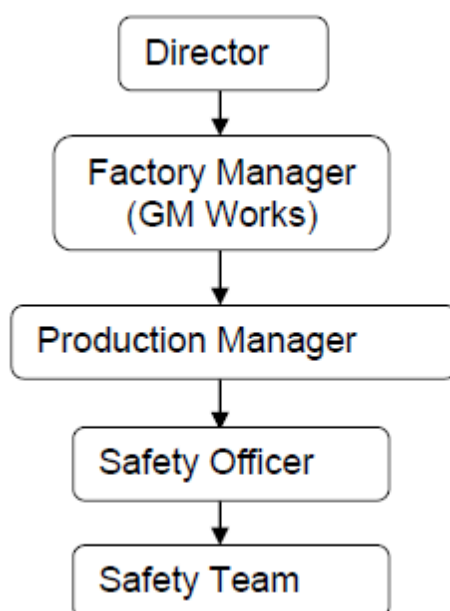 Director
Factory Manager
(GM Works)
Production Manager
Safety Officer
Safety Team